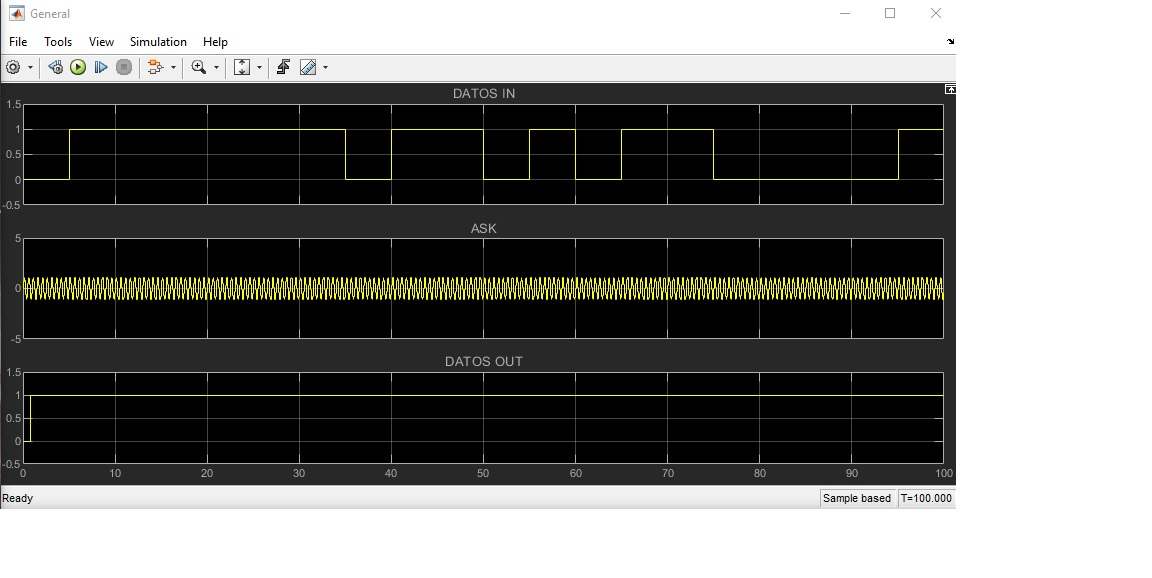 General
File Tools View Simulation Help
DATOS IN
1.5
1
0.5
0
-0.5
ASK
5
0
-5
DATOS OUT
1.5
1
0.5
0
-0.5
0 10 20 30 40 50 60 70 80 90 100
Ready Sample based T=100.000